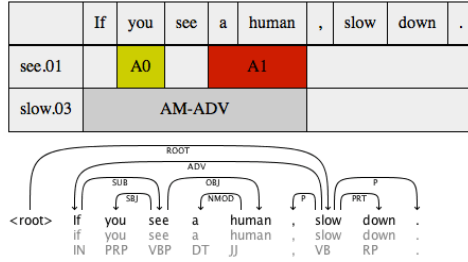 If you see a human , slow down .
see.01 A0 A1
slow.03 AM-ADV
ROOT
ADV
SUB OBJ P
SBJ NMOD P PRT
<root> If you see a human , slow down .
if you see a human , slow down .
IN PRP VBP DT JJ , VB RP .